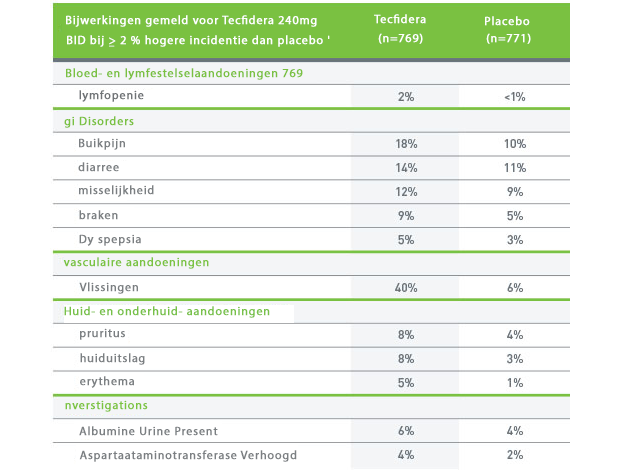 Bijwerkingen gemeld voor Tecfidera 240mg Tecfidera Placebo
BID bij ≥ 2 % hogere incidentie dan placebo ' (n=769) (n=771)
Bloed- en lymfestelselaandoeningen 769
lymfopenie 2% <1%
gi Disorders
Buikpijn 18% 10%
diarree 14% 11%
misselijkheid 12% 9%
braken 9% 5%
Dy spepsia 5% 3%
vasculaire aandoeningen
Vlissingen 40% 6%
Huid- en onderhuid- aandoeningen
pruritus 8% 4%
huiduitslag 8% 3%
erythema 5% 1%
nverstigations
Albumine Urine Present 6% 4%
Aspartaataminotransferase Verhoogd 4% 2%